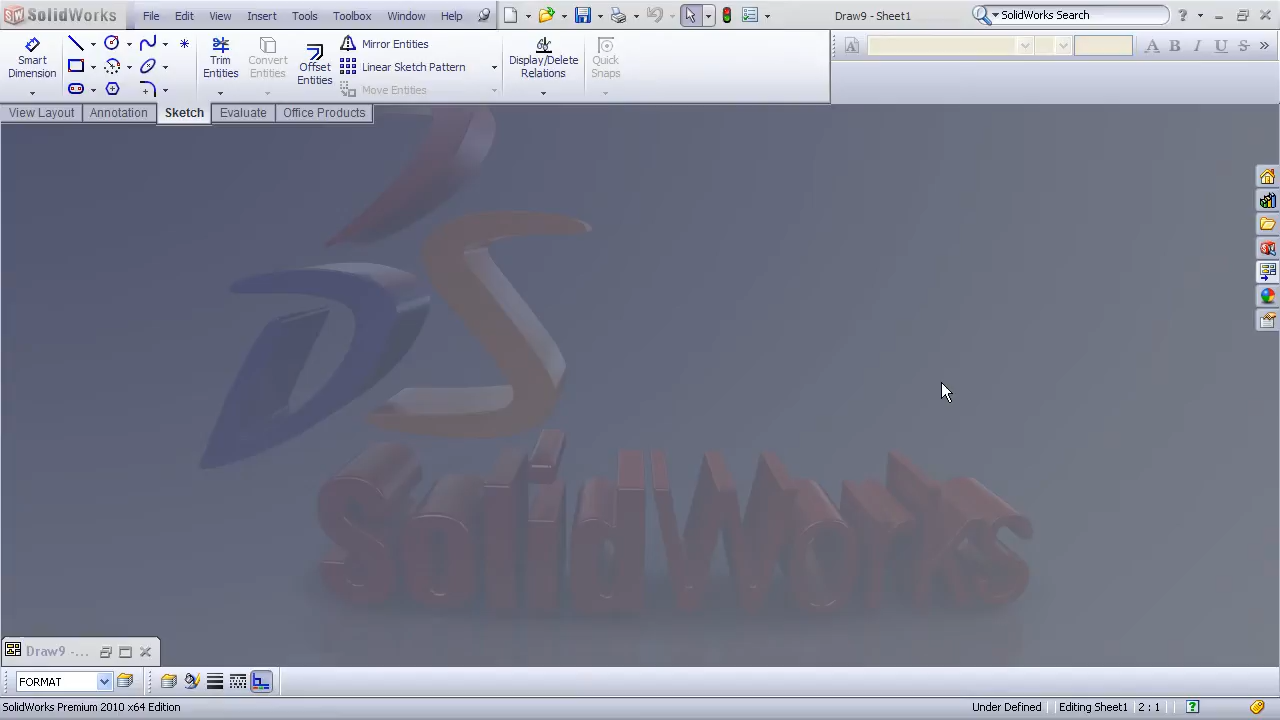 SolidWorks File Edit View Insert Tools Toolbox Window Help Draw9 - Sheet1 SolidWorks Search ?
Smart Dimension
Trim Entities
Convert Entities
Offset Entities
Mirror Entities
Linear Sketch Pattern
Move Entities
Display/Delete Relations
Quick Snaps
A B I U S
View Layout Annotation Sketch Evaluate Office Products
DS
SolidWorks
Draw9 -...
FORMAT
SolidWorks Premium 2010 x64 Edition Under Defined Editing Sheet1 2 : 1 ?